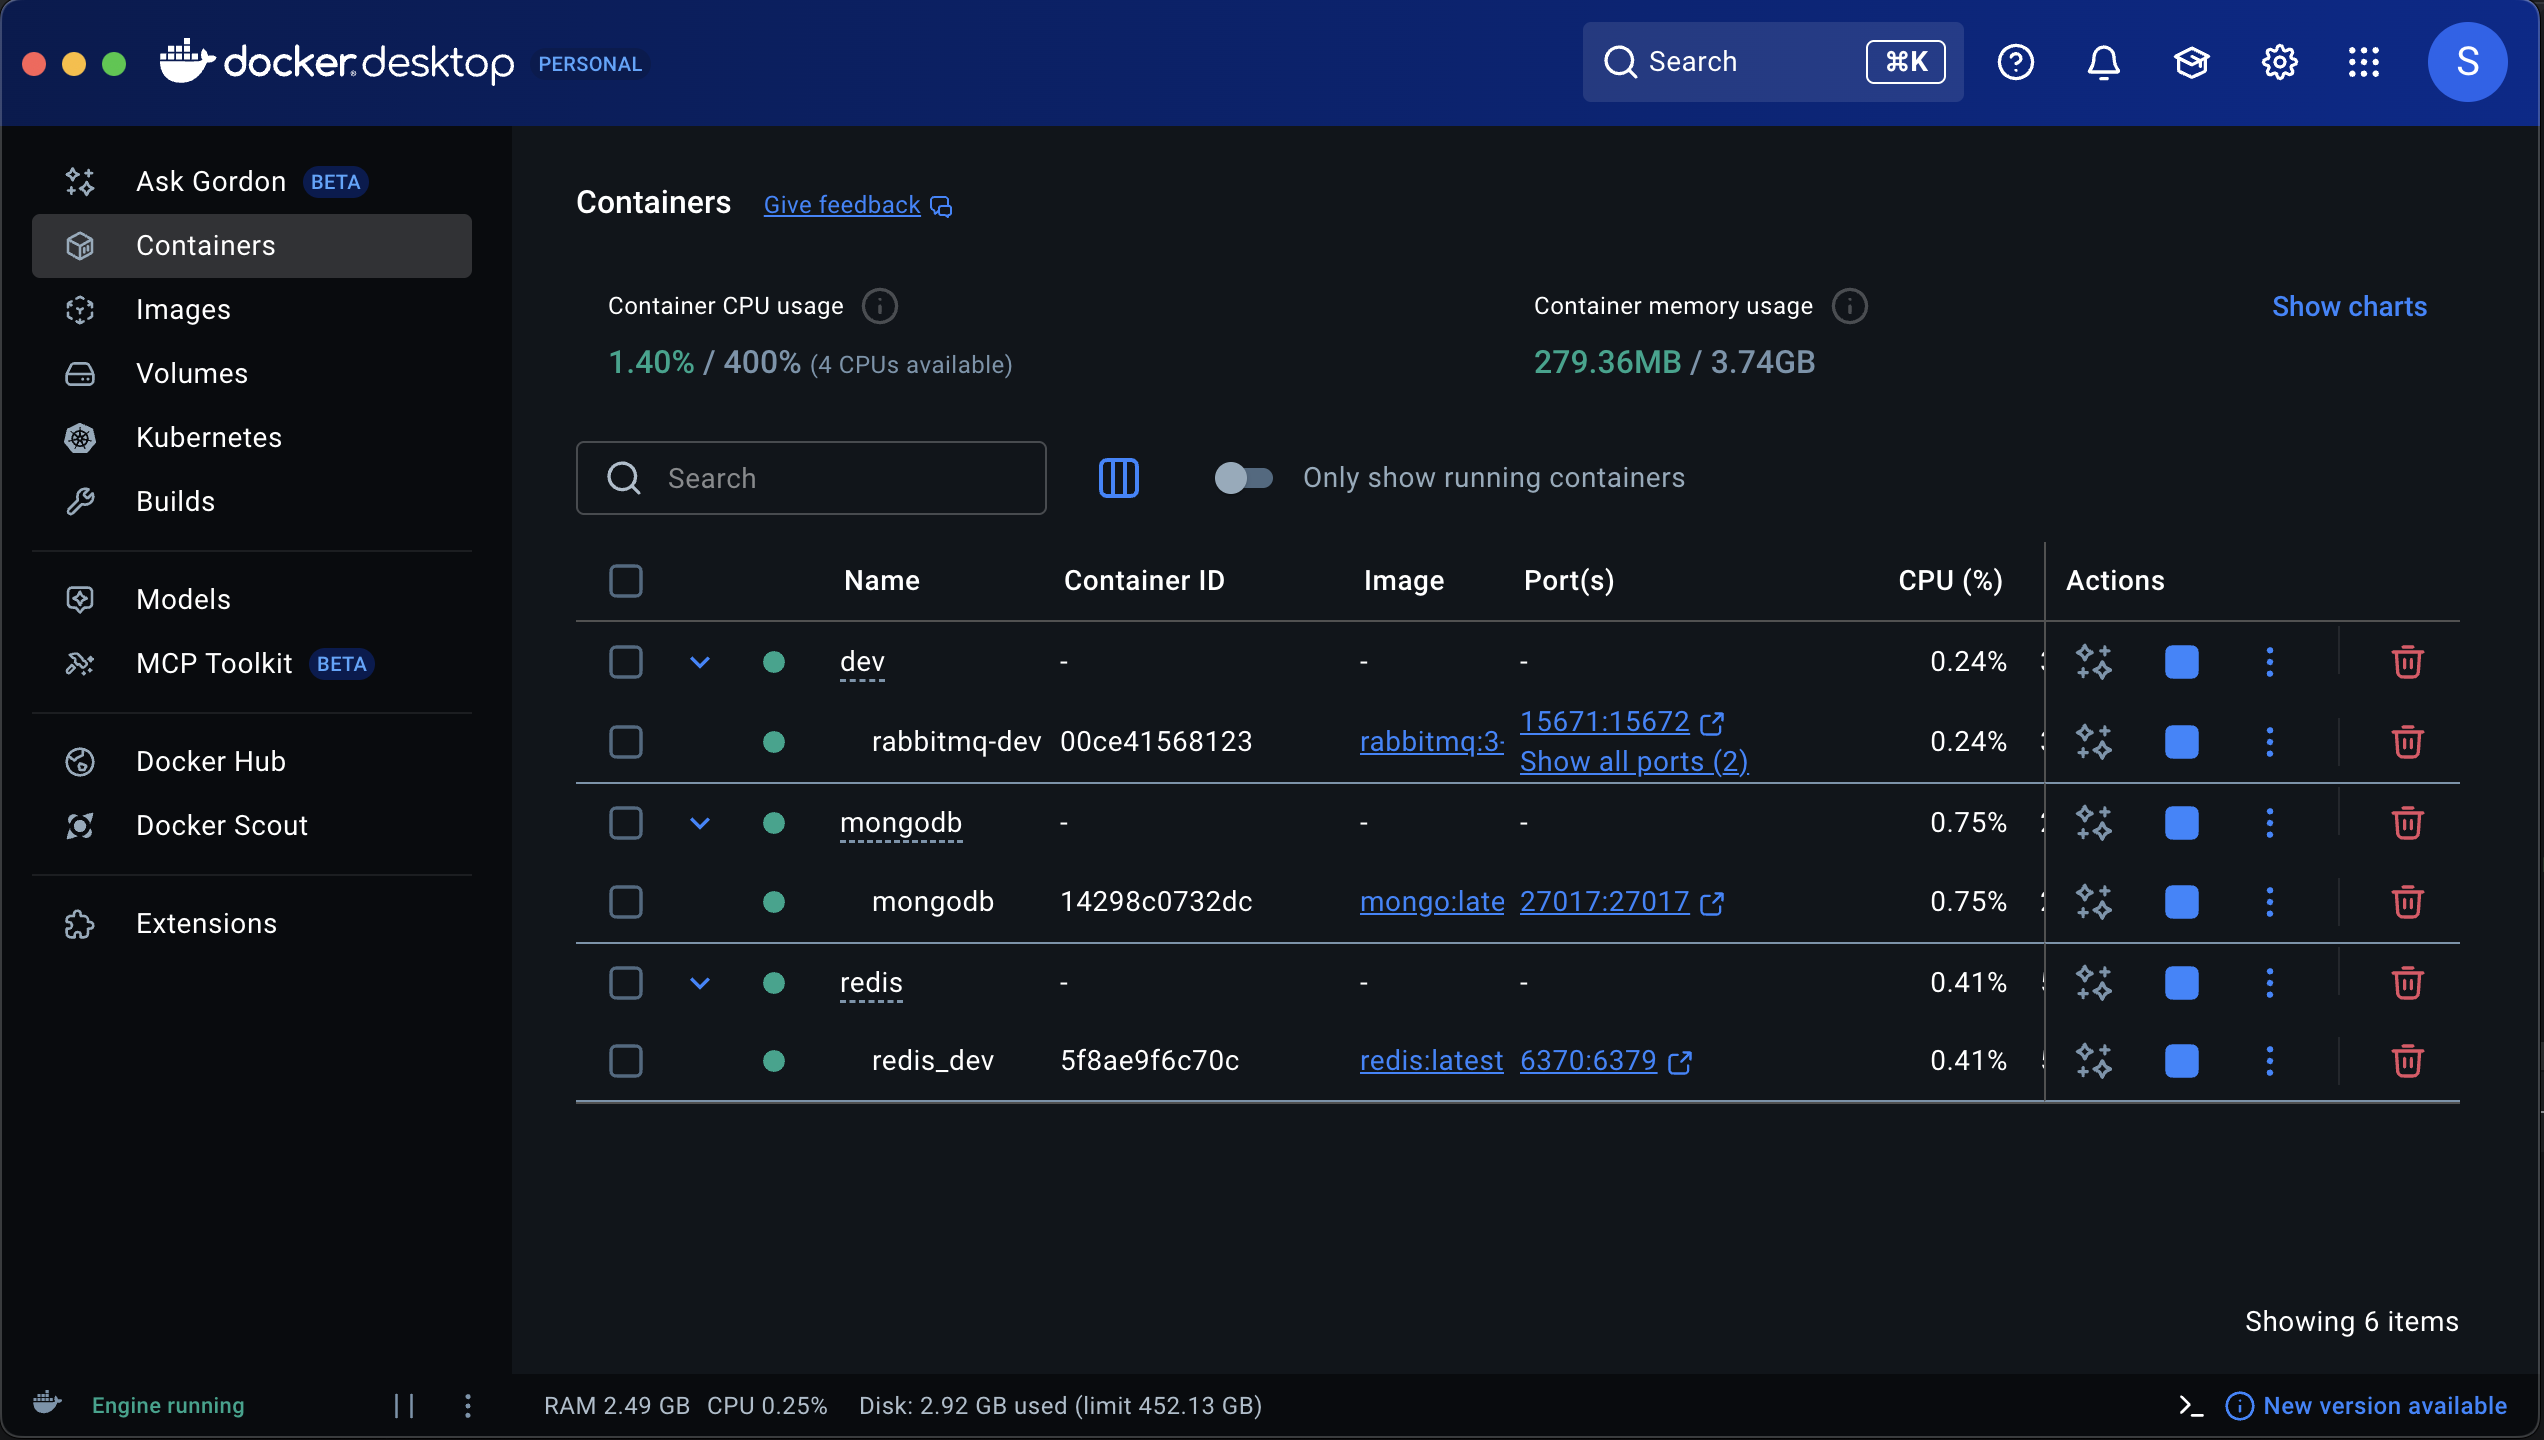 docker desktop PERSONAL
Search ⌘K
S
Ask Gordon BETA
Containers
Images
Volumes
Kubernetes
Builds
Models
MCP Toolkit BETA
Docker Hub
Docker Scout
Extensions
Containers Give feedback
Container CPU usage
1.40% / 400% (4 CPUs available)
Container memory usage
279.36MB / 3.74GB
Show charts
Search
Only show running containers
Name Container ID Image Port(s) CPU (%) Actions
dev - - - 0.24%
rabbitmq-dev 00ce41568123 rabbitmq:3- 15671:15672 0.24%
Show all ports (2)
mongodb - - - 0.75%
mongodb 14298c0732dc mongo:late 27017:27017 0.75%
redis - - - 0.41%
redis_dev 5f8ae9f6c70c redis:latest 6370:6379 0.41%
Showing 6 items
Engine running
RAM 2.49 GB CPU 0.25% Disk: 2.92 GB used (limit 452.13 GB)
New version available